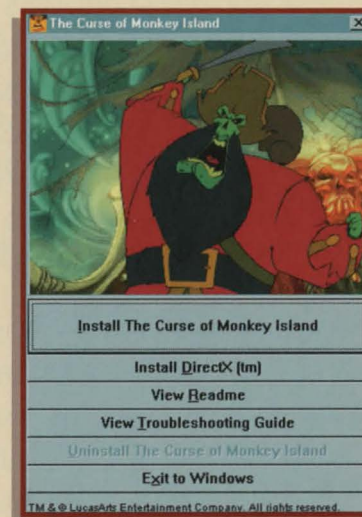 The Curse of Monkey Island
Install The Curse of Monkey Island
Install DirectX (tm)
View Readme
View Troubleshooting Guide
Uninstall The Curse of Monkey Island
Exit to Windows
TM & © LucasArts Entertainment Company. All rights reserved.